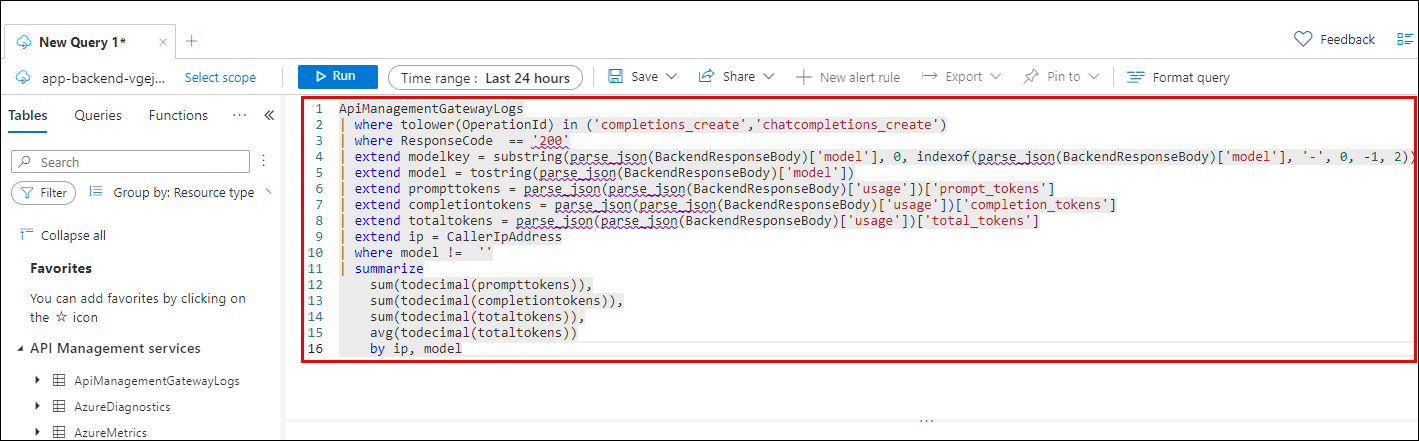 New Query 1*
Feedback
app-backend-vgej... Select scope Run Time range : Last 24 hours Save Share New alert rule Export Pin to Format query
Tables Queries Functions ... «
Search
Filter Group by: Resource type
Collapse all
Favorites
You can add favorites by clicking on
the ☆ icon
API Management services
ApiManagementGatewayLogs
AzureDiagnostics
AzureMetrics
1 ApiManagementGatewayLogs
2 | where tolower(OperationId) in ('completions_create','chatcompletions_create')
3 | where ResponseCode  == '200'
4 | extend modelkey = substring(parse_json(BackendResponseBody)['model'], 0, indexof(parse_json(BackendResponseBody)['model'], '-', 0, -1, 2))
5 | extend model = tostring(parse_json(BackendResponseBody)['model'])
6 | extend prompttokens = parse_json(parse_json(BackendResponseBody)['usage'])['prompt_tokens']
7 | extend completiontokens = parse_json(parse_json(BackendResponseBody)['usage'])['completion_tokens']
8 | extend totaltokens = parse_json(parse_json(BackendResponseBody)['usage'])['total_tokens']
9 | extend ip = CallerIpAddress
10 | where model !=  ''
11 | summarize
12     sum(todecimal(prompttokens)),
13     sum(todecimal(completiontokens)),
14     sum(todecimal(totaltokens)),
15     avg(todecimal(totaltokens))
16     by ip, model